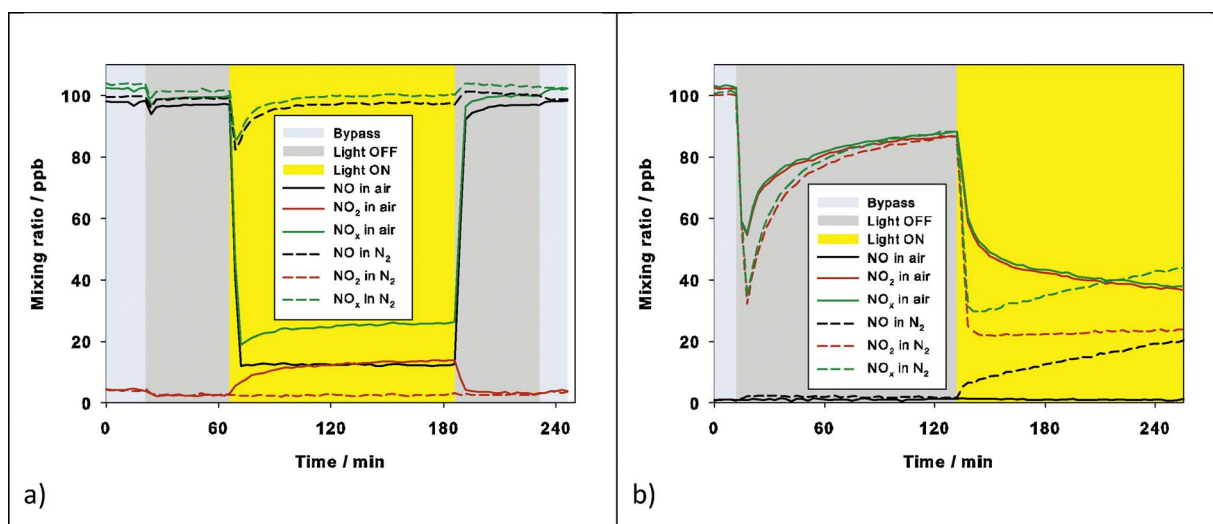 Mixing ratio / ppb
100
80
60
40
20
0
Bypass
Light OFF
Light ON
NO in air
NO2 in air
NOx in air
NO in N2
NO2 in N2
NOx in N2
0 60 120 180 240
Time / min
a)
Mixing ratio / ppb
100
80
60
40
20
0
Bypass
Light OFF
Light ON
NO in air
NO2 in air
NOx in air
NO in N2
NO2 in N2
NOx in N2
0 60 120 180 240
Time / min
b)